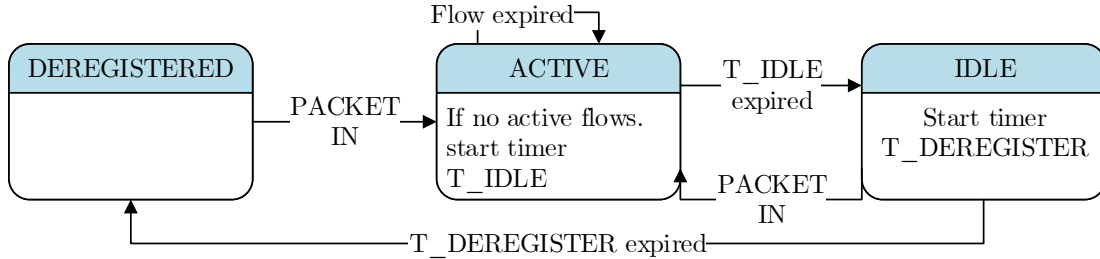 Flow expired
DEREGISTERED
ACTIVE
IDLE
PACKET
IN
If no active flows.
start timer
T_IDLE
T_IDLE
expired
Start timer
T_DEREGISTER
PACKET
IN
T_DEREGISTER expired